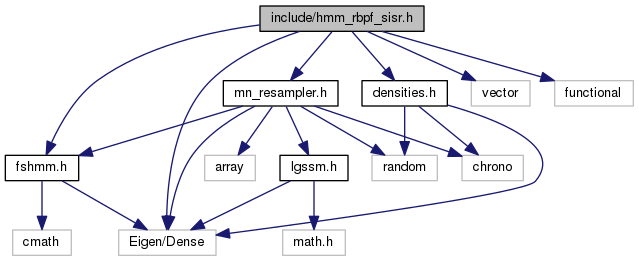 include/hmm_rbpf_sisr.h
mn_resampler.h
densities.h
vector
functional
fshmm.h
array
lgssm.h
random
chrono
cmath
Eigen/Dense
math.h